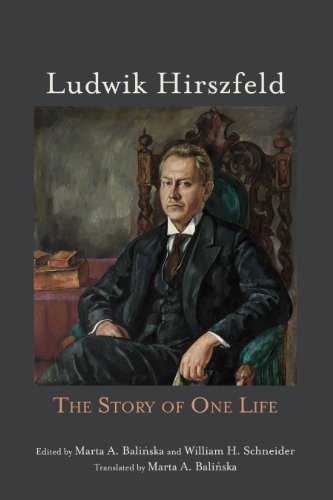 Ludwik Hirszfeld
The Story of One Life
Edited by Marta A. Balińska and William H. Schneider
Translated by Marta A. Balińska